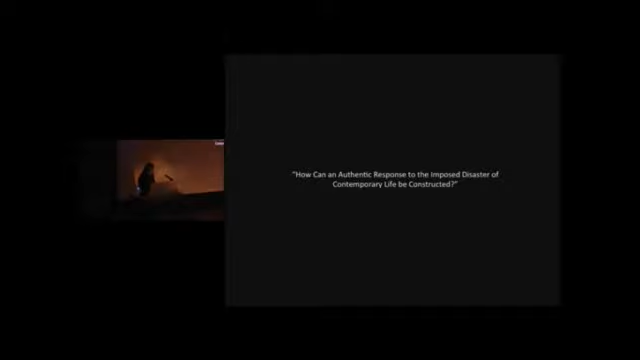 "How Can an Authentic Response to the Imposed Disaster of
Contemporary Life be Constructed?"